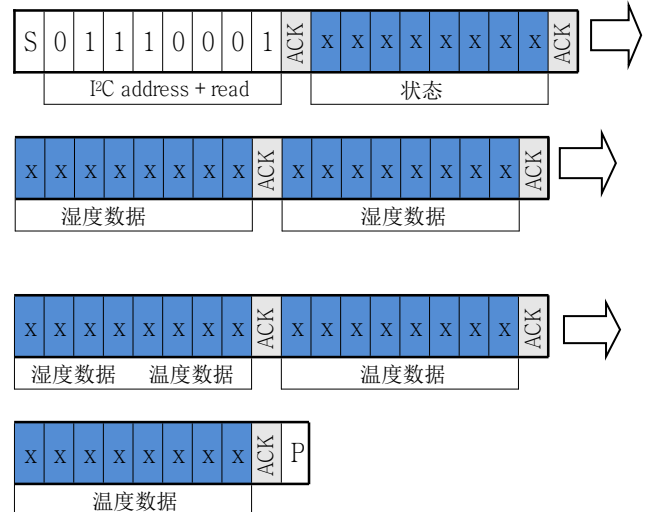 S 0 1 1 1 0 0 0 1 ACK x x x x x x x x ACK
I²C address + read 状态
x x x x x x x x ACK x x x x x x x x ACK
湿度数据 湿度数据
x x x x x x x x ACK x x x x x x x x ACK
湿度数据 温度数据 温度数据
x x x x x x x x ACK P
温度数据